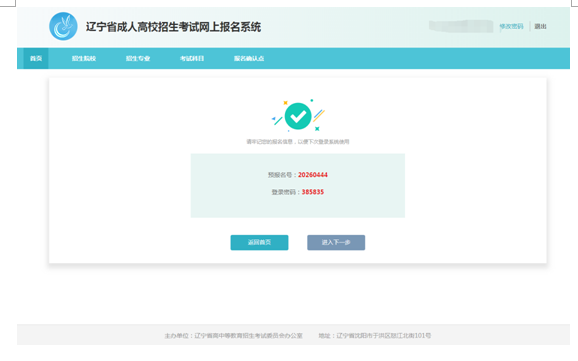 辽宁省成人高校招生考试网上报名系统
修改密码 退出
首页 招生院校 招生专业 考试科目 报名确认点
请牢记您的报名信息，以便下次登录系统使用
预报名号：20260444
登录密码：385835
返回首页 进入下一步
主办单位：辽宁省高中等教育招生考试委员会办公室 地址：辽宁省沈阳市于洪区怒江北街101号